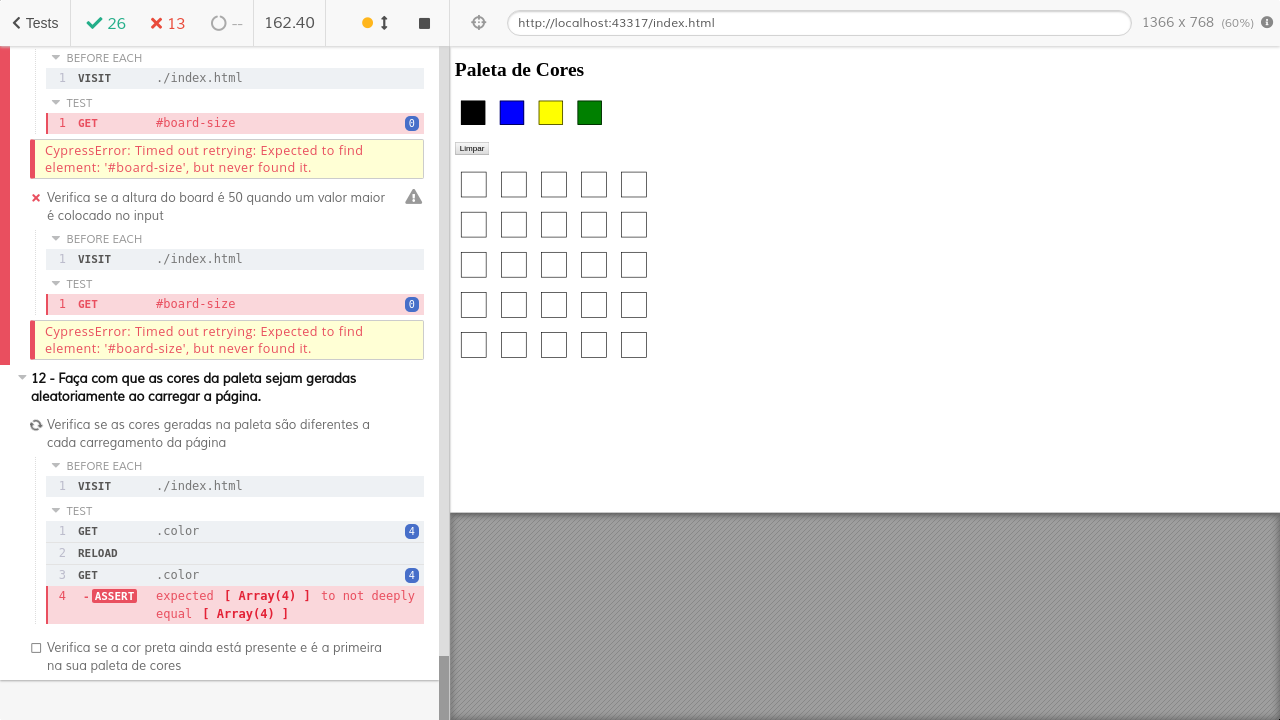 Tests 26 13 -- 162.40 http://localhost:43317/index.html 1366 x 768 (60%)
BEFORE EACH
1 VISIT ./index.html
TEST
1 GET #board-size 0
CypressError: Timed out retrying: Expected to find
element: '#board-size', but never found it.
Verifica se a altura do board é 50 quando um valor maior
é colocado no input
BEFORE EACH
1 VISIT ./index.html
TEST
1 GET #board-size 0
CypressError: Timed out retrying: Expected to find
element: '#board-size', but never found it.
12 - Faça com que as cores da paleta sejam geradas
aleatoriamente ao carregar a página.
Verifica se as cores geradas na paleta são diferentes a
cada carregamento da página
BEFORE EACH
1 VISIT ./index.html
TEST
1 GET .color 4
2 RELOAD
3 GET .color 4
4 -ASSERT expected [ Array(4) ] to not deeply
equal [ Array(4) ]
Verifica se a cor preta ainda está presente e é a primeira
na sua paleta de cores
Paleta de Cores
Limpar